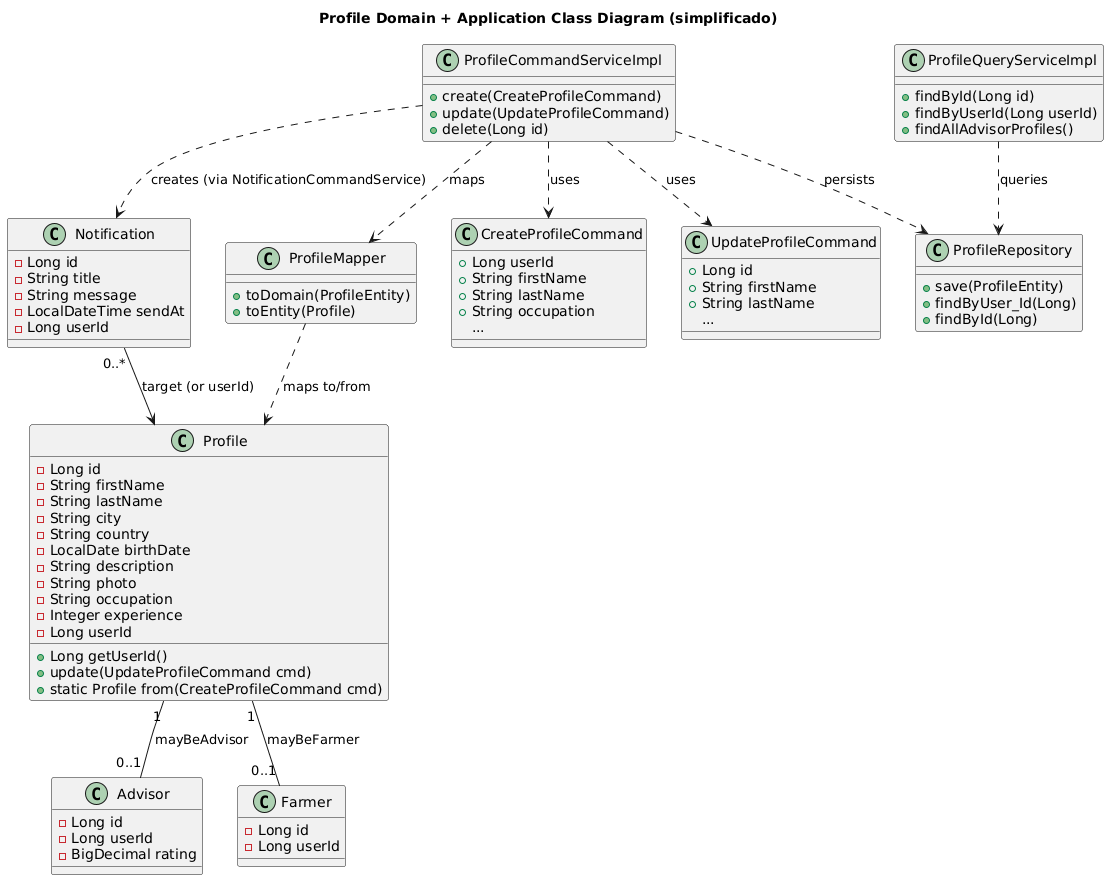 Profile Domain + Application Class Diagram (simplificado)
C ProfileCommandServiceImpl
create(CreateProfileCommand)
update(UpdateProfileCommand)
delete(Long id)
C ProfileQueryServiceImpl
findById(Long id)
findByUserId(Long userId)
findAllAdvisorProfiles()
creates (via NotificationCommandService)
maps
uses
uses
persists
queries
C Notification
Long id
String title
String message
LocalDateTime sendAt
Long userId
C ProfileMapper
toDomain(ProfileEntity)
toEntity(Profile)
C CreateProfileCommand
Long userId
String firstName
String lastName
String occupation
...
C UpdateProfileCommand
Long id
String firstName
String lastName
...
C ProfileRepository
save(ProfileEntity)
findByUser_Id(Long)
findById(Long)
0..*
target (or userId)
maps to/from
C Profile
Long id
String firstName
String lastName
String city
String country
LocalDate birthDate
String description
String photo
String occupation
Integer experience
Long userId
Long getUserId()
update(UpdateProfileCommand cmd)
static Profile from(CreateProfileCommand cmd)
1
mayBeAdvisor
0..1
1
mayBeFarmer
0..1
C Advisor
Long id
Long userId
BigDecimal rating
C Farmer
Long id
Long userId